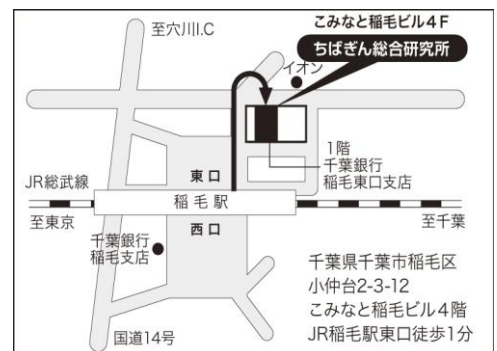 至穴川I.C
こみなと稲毛ビル4F
ちばぎん総合研究所
イオン
1階
千葉銀行
稲毛東口支店
東口
JR総武線
稲毛駅
至東京
至千葉
西口
千葉銀行
稲毛支店
国道14号
千葉県千葉市稲毛区
小仲台2-3-12
こみなと稲毛ビル4階
JR稲毛駅東口徒歩1分